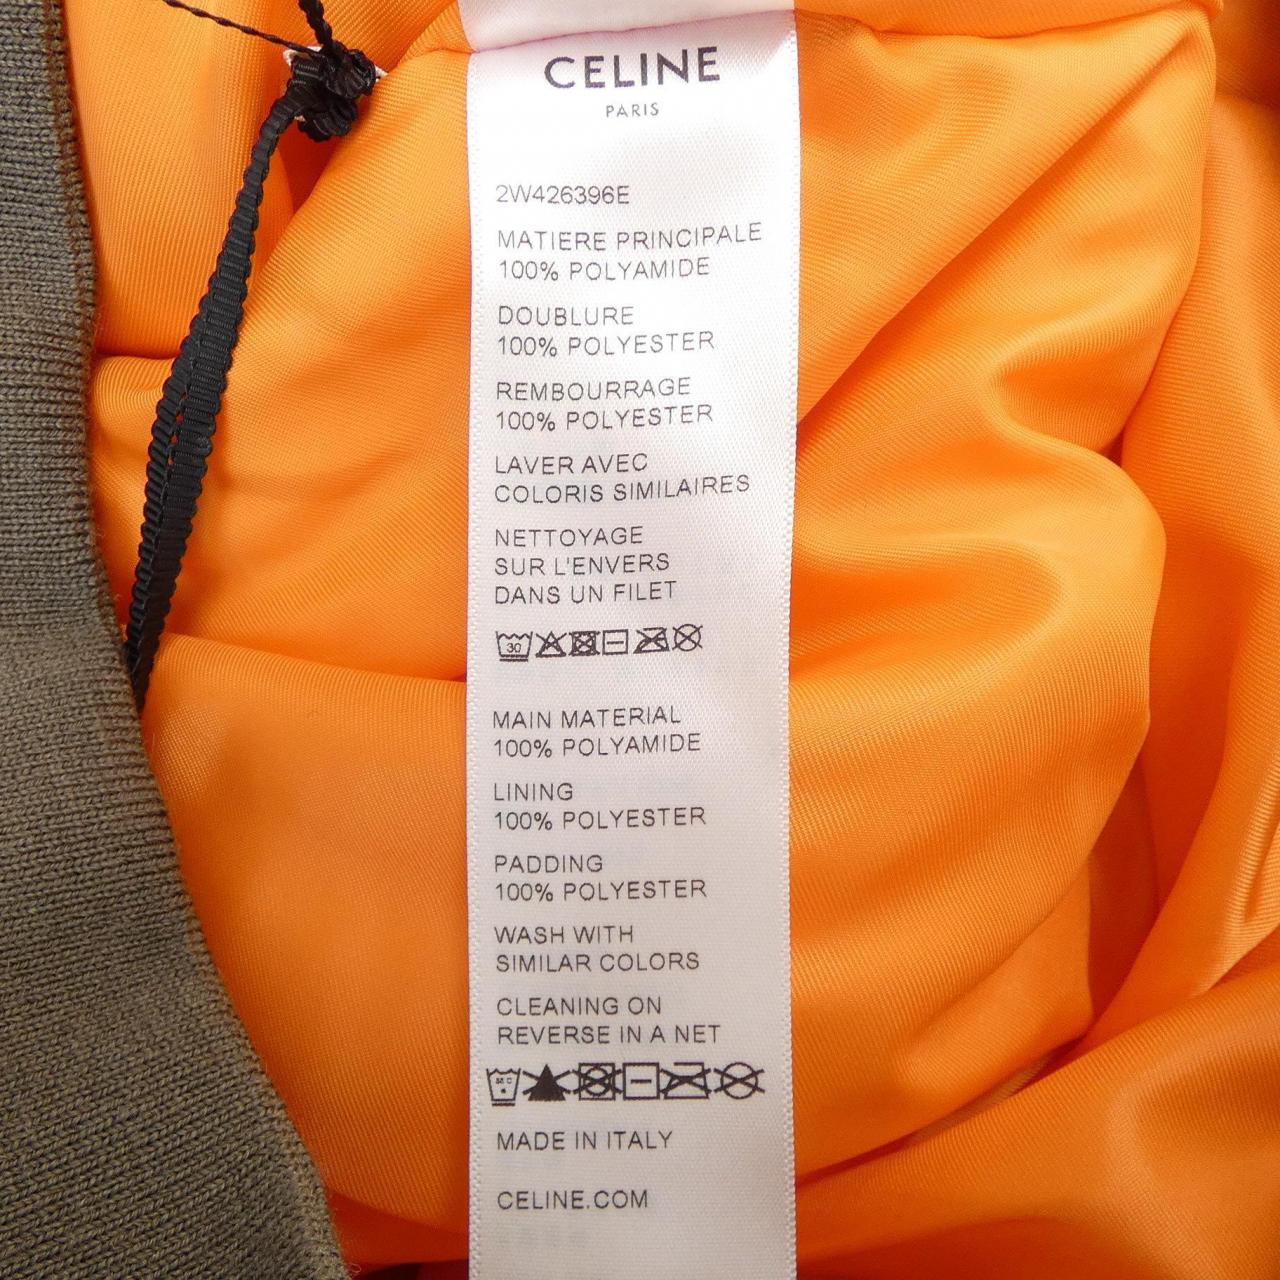 CELINE
PARIS
2W426396E
MATIERE PRINCIPALE
100% POLYAMIDE
DOUBLURE
100% POLYESTER
REMBOURRAGE
100% POLYESTER
LAVER AVEC
COLORIS SIMILAIRES
NETTOYAGE
SUR L'ENVERS
DANS UN FILET
30
MAIN MATERIAL
100% POLYAMIDE
LINING
100% POLYESTER
PADDING
100% POLYESTER
WASH WITH
SIMILAR COLORS
CLEANING ON
REVERSE IN A NET
MADE IN ITALY
CELINE.COM